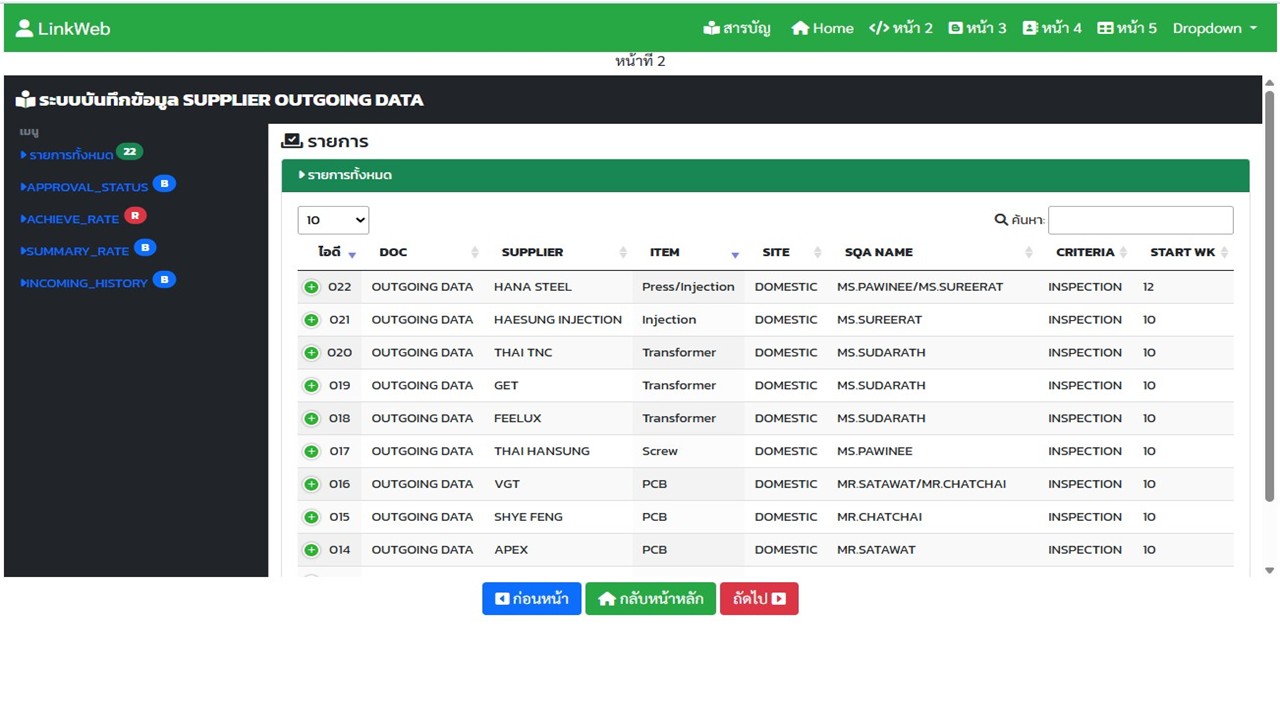 LinkWeb สารบัญ Home หน้า 2 หน้า 3 หน้า 4 หน้า 5 Dropdown
หน้าที่ 2
ระบบบันทึกข้อมูล SUPPLIER OUTGOING DATA
เมนู
รายการทั้งหมด 22
APPROVAL_STATUS B
ACHIEVE_RATE R
SUMMARY_RATE B
INCOMING_HISTORY B
รายการ
รายการทั้งหมด
10 ค้นหา:
ไอดี DOC SUPPLIER ITEM SITE SQA NAME CRITERIA START WK
022 OUTGOING DATA HANA STEEL Press/Injection DOMESTIC MS.PAWINEE/MS.SUREERAT INSPECTION 12
021 OUTGOING DATA HAESUNG INJECTION Injection DOMESTIC MS.SUREERAT INSPECTION 10
020 OUTGOING DATA THAI TNC Transformer DOMESTIC MS.SUDARATH INSPECTION 10
019 OUTGOING DATA GET Transformer DOMESTIC MS.SUDARATH INSPECTION 10
018 OUTGOING DATA FEELUX Transformer DOMESTIC MS.SUDARATH INSPECTION 10
017 OUTGOING DATA THAI HANSUNG Screw DOMESTIC MS.PAWINEE INSPECTION 10
016 OUTGOING DATA VGT PCB DOMESTIC MR.SATAWAT/MR.CHATCHAI INSPECTION 10
015 OUTGOING DATA SHYE FENG PCB DOMESTIC MR.CHATCHAI INSPECTION 10
014 OUTGOING DATA APEX PCB DOMESTIC MR.SATAWAT INSPECTION 10
ก่อนหน้า กลับหน้าหลัก ถัดไป